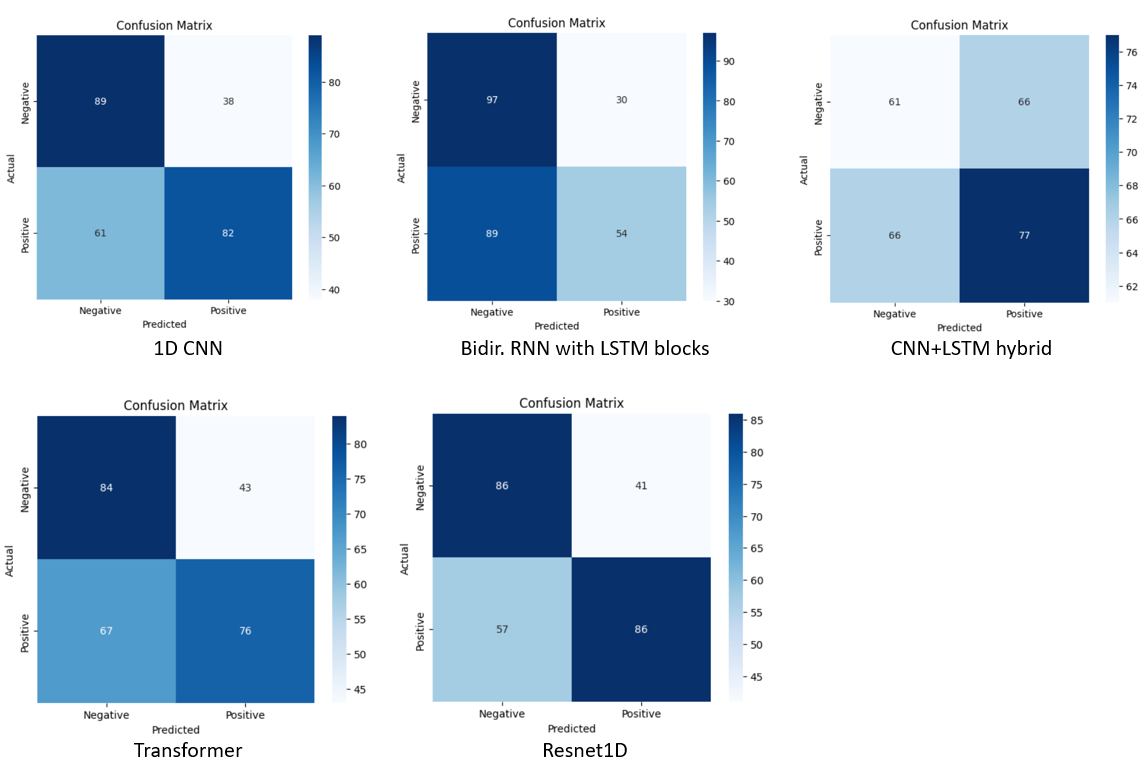 Confusion Matrix
Negative
89
38
80
70
Actual
60
Positive
61
82
50
40
Negative
Positive
Predicted
1D CNN
Confusion Matrix
Negative
97
30
90
80
70
Actual
60
Positive
89
54
50
40
30
Negative
Positive
Predicted
Bidir. RNN with LSTM blocks
Confusion Matrix
Negative
61
66
76
74
72
70
Actual
68
Positive
66
77
66
64
62
Negative
Positive
Predicted
CNN+LSTM hybrid
Confusion Matrix
Negative
84
43
80
75
70
65
Actual
60
Positive
67
76
55
50
45
Negative
Positive
Predicted
Transformer
Confusion Matrix
Negative
86
41
85
80
75
70
Actual
65
60
Positive
57
86
55
50
45
Negative
Positive
Predicted
Resnet1D